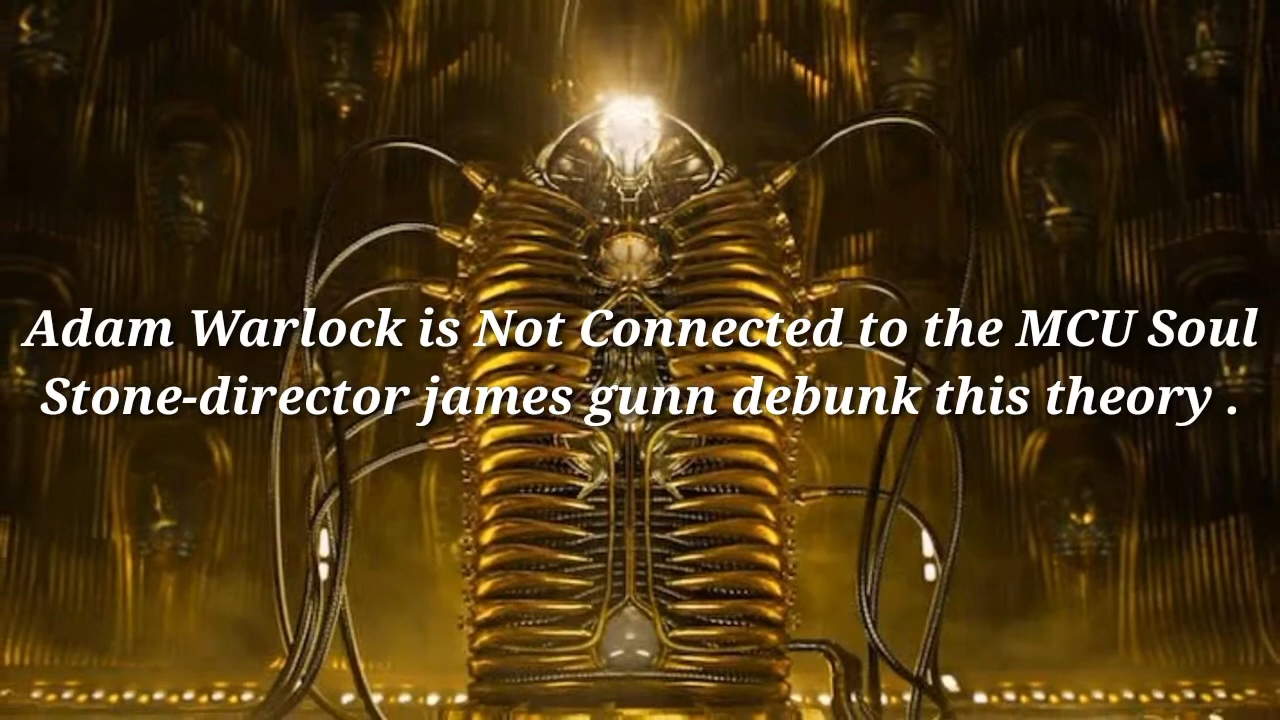 Adam Warlock is Not Connected to the MCU Soul
Stone-director james gunn debunk this theory .